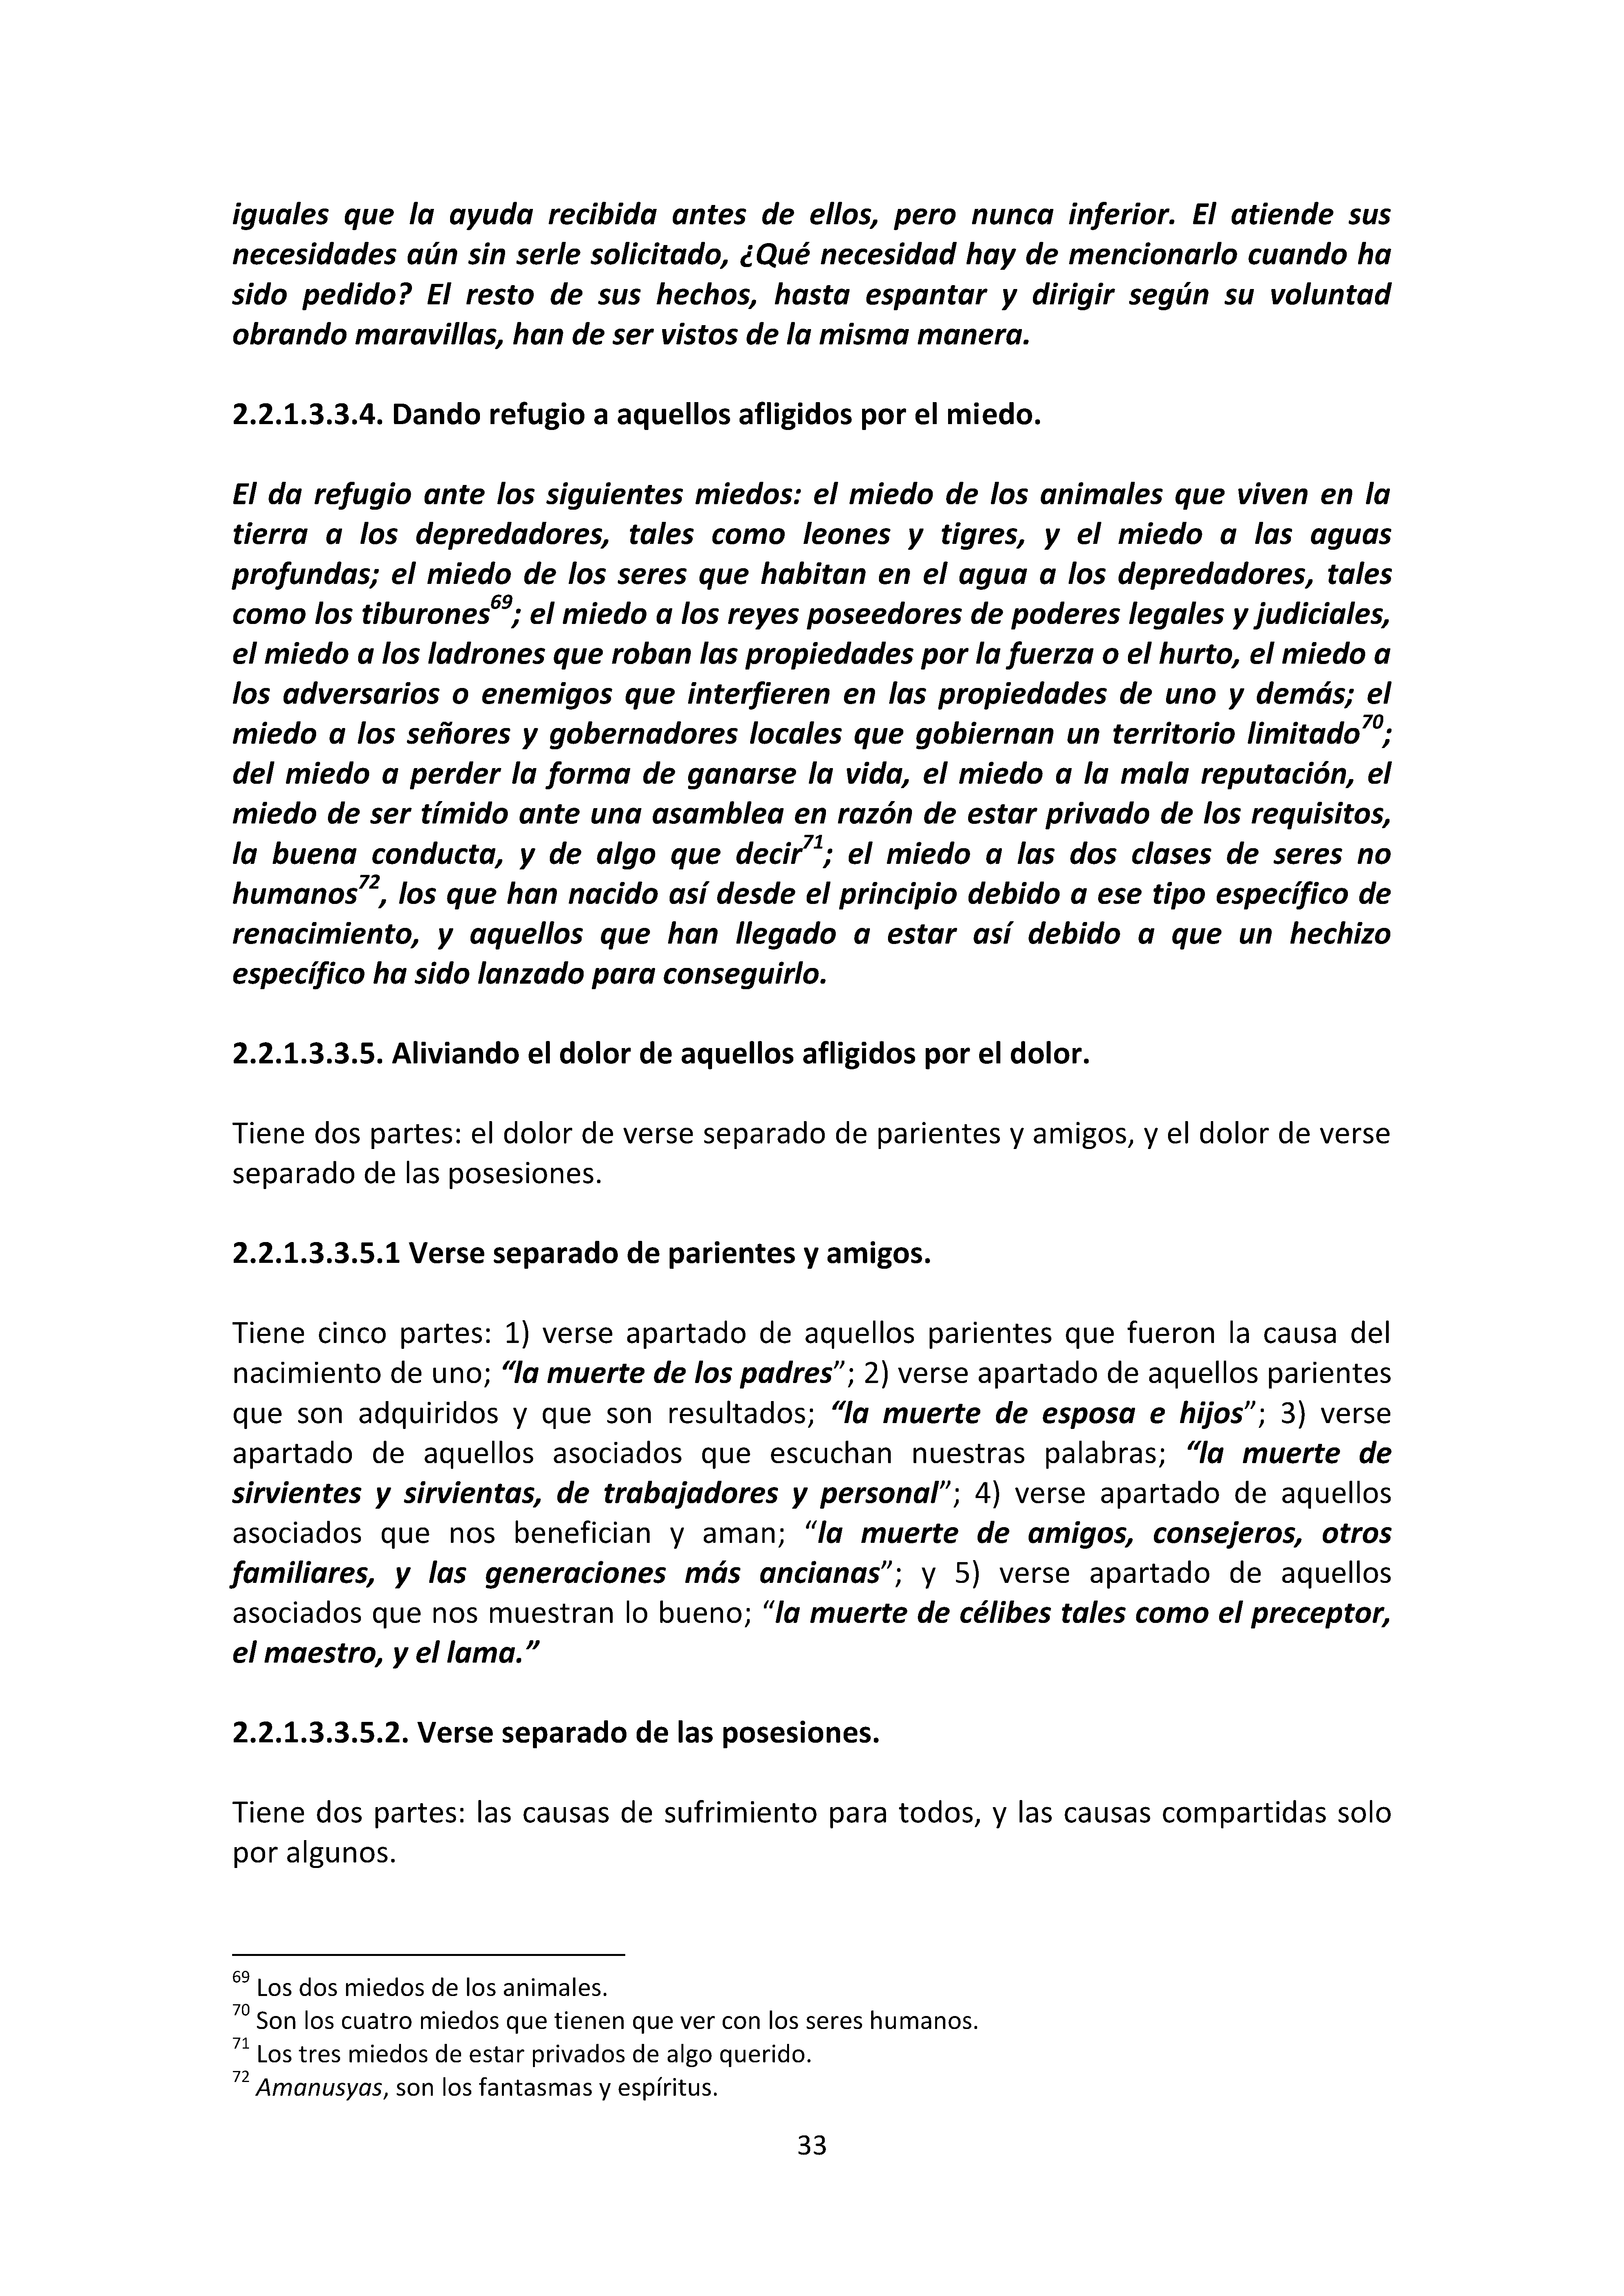 iguales que la ayuda recibida antes de ellos, pero nunca inferior. El atiende sus
necesidades aún sin serle solicitado, ¿Qué necesidad hay de mencionarlo cuando ha
sido pedido? El resto de sus hechos, hasta espantar y dirigir según su voluntad
obrando maravillas, han de ser vistos de la misma manera.
2.2.1.3.3.4. Dando refugio a aquellos afligidos por el miedo.
El da refugio ante los siguientes miedos: el miedo de los animales que viven en la
tierra a los depredadores, tales como leones y tigres, y el miedo a las aguas
profundas; el miedo de los seres que habitan en el agua a los depredadores, tales
como los tiburones69; el miedo a los reyes poseedores de poderes legales y judiciales,
el miedo a los ladrones que roban las propiedades por la fuerza o el hurto, el miedo a
los adversarios o enemigos que interfieren en las propiedades de uno y demás; el
miedo a los señores y gobernadores locales que gobiernan un territorio limitado70;
del miedo a perder la forma de ganarse la vida, el miedo a la mala reputación, el
miedo de ser tímido ante una asamblea en razón de estar privado de los requisitos,
la buena conducta, y de algo que decir71; el miedo a las dos clases de seres no
humanos72, los que han nacido así desde el principio debido a ese tipo específico de
renacimiento, y aquellos que han llegado a estar así debido a que un hechizo
específico ha sido lanzado para conseguirlo.
2.2.1.3.3.5. Aliviando el dolor de aquellos afligidos por el dolor.
Tiene dos partes: el dolor de verse separado de parientes y amigos, y el dolor de verse
separado de las posesiones.
2.2.1.3.3.5.1 Verse separado de parientes y amigos.
Tiene cinco partes: 1) verse apartado de aquellos parientes que fueron la causa del
nacimiento de uno; “la muerte de los padres”; 2) verse apartado de aquellos parientes
que son adquiridos y que son resultados; “la muerte de esposa e hijos”; 3) verse
apartado de aquellos asociados que escuchan nuestras palabras; “la muerte de
sirvientes y sirvientas, de trabajadores y personal”; 4) verse apartado de aquellos
asociados que nos benefician y aman; “la muerte de amigos, consejeros, otros
familiares, y las generaciones más ancianas”; y 5) verse apartado de aquellos
asociados que nos muestran lo bueno; “la muerte de célibes tales como el preceptor,
el maestro, y el lama.”
2.2.1.3.3.5.2. Verse separado de las posesiones.
Tiene dos partes: las causas de sufrimiento para todos, y las causas compartidas solo
por algunos.
69 Los dos miedos de los animales.
70 Son los cuatro miedos que tienen que ver con los seres humanos.
71 Los tres miedos de estar privados de algo querido.
72 Amanusyas, son los fantasmas y espíritus.
33